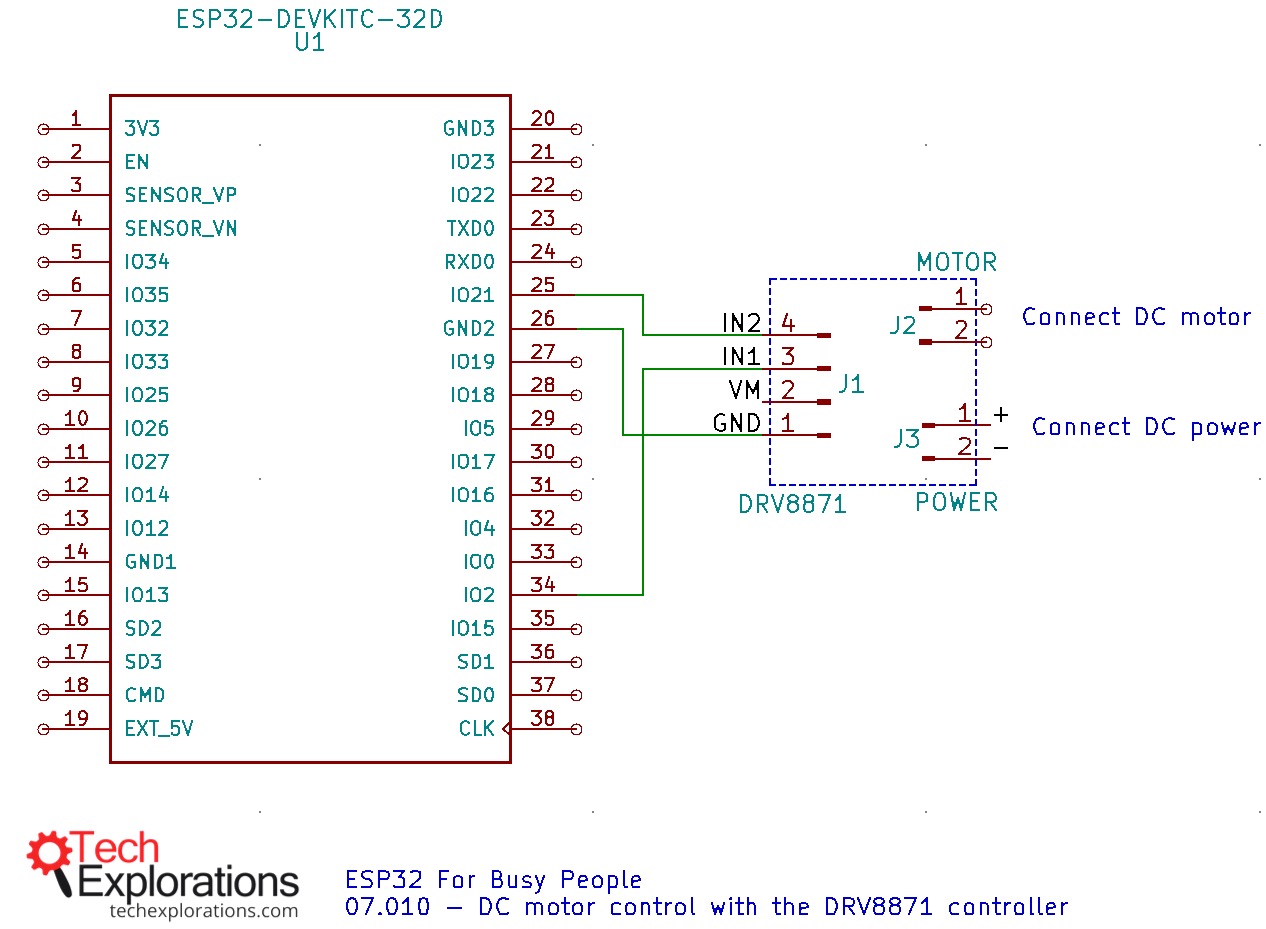 ESP32-DEVKITC-32D
U1
1 3V3 GND3 20
2 EN IO23 21
3 SENSOR_VP IO22 22
4 SENSOR_VN TXD0 23
5 IO34 RXD0 24
6 IO35 IO21 25
7 IO32 GND2 26
8 IO33 IO19 27
9 IO25 IO18 28
10 IO26 IO5 29
11 IO27 IO17 30
12 IO14 IO16 31
13 IO12 IO4 32
14 GND1 IO0 33
15 IO13 IO2 34
16 SD2 IO15 35
17 SD3 SD1 36
18 CMD SD0 37
19 EXT_5V CLK 38
MOTOR
IN2 4
IN1 3
VM 2
GND 1
J1
J2
1
2
Connect DC motor
J3
1 +
2 -
Connect DC power
DRV8871
POWER
Tech
Explorations
techexplorations.com
ESP32 For Busy People
07.010 - DC motor control with the DRV8871 controller